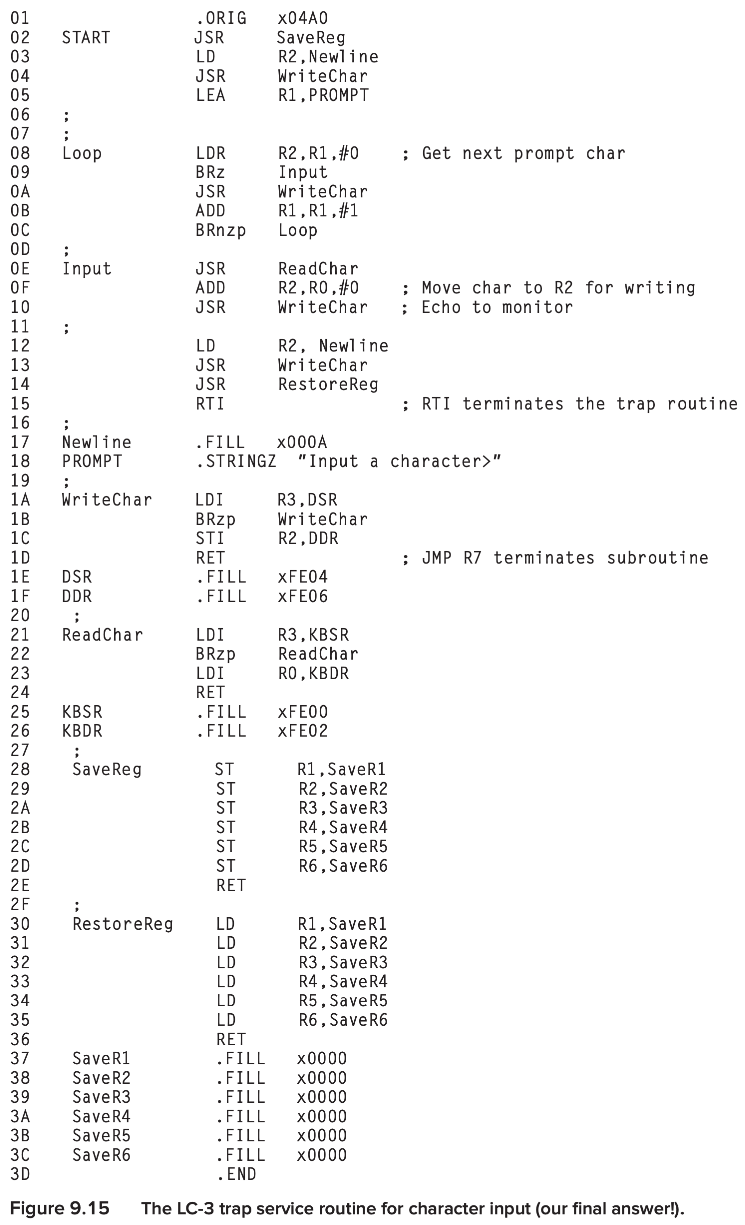 01 .ORIG x04A0
02 START JSR SaveReg
03 LD R2,Newline
04 JSR WriteChar
05 LEA R1,PROMPT
06 ;
07 ;
08 Loop LDR R2,R1,#0 ; Get next prompt char
09 BRz Input
0A JSR WriteChar
0B ADD R1,R1,#1
0C BRnzp Loop
0D ;
0E Input JSR ReadChar
0F ADD R2,R0,#0 ; Move char to R2 for writing
10 JSR WriteChar ; Echo to monitor
11 ;
12 LD R2, Newline
13 JSR WriteChar
14 JSR RestoreReg
15 RTI ; RTI terminates the trap routine
16 ;
17 Newline .FILL x000A
18 PROMPT .STRINGZ "Input a character>"
19 ;
1A WriteChar LDI R3,DSR
1B BRzp WriteChar
1C STI R2,DDR
1D RET ; JMP R7 terminates subroutine
1E DSR .FILL xFE04
1F DDR .FILL xFE06
20 ;
21 ReadChar LDI R3,KBSR
22 BRzp ReadChar
23 LDI R0,KBDR
24 RET
25 KBSR .FILL xFE00
26 KBDR .FILL xFE02
27 ;
28 SaveReg ST R1,SaveR1
29 ST R2,SaveR2
2A ST R3,SaveR3
2B ST R4,SaveR4
2C ST R5,SaveR5
2D ST R6,SaveR6
2E RET
2F ;
30 RestoreReg LD R1,SaveR1
31 LD R2,SaveR2
32 LD R3,SaveR3
33 LD R4,SaveR4
34 LD R5,SaveR5
35 LD R6,SaveR6
36 RET
37 SaveR1 .FILL x0000
38 SaveR2 .FILL x0000
39 SaveR3 .FILL x0000
3A SaveR4 .FILL x0000
3B SaveR5 .FILL x0000
3C SaveR6 .FILL x0000
3D .END
Figure 9.15 The LC-3 trap service routine for character input (our final answer!).